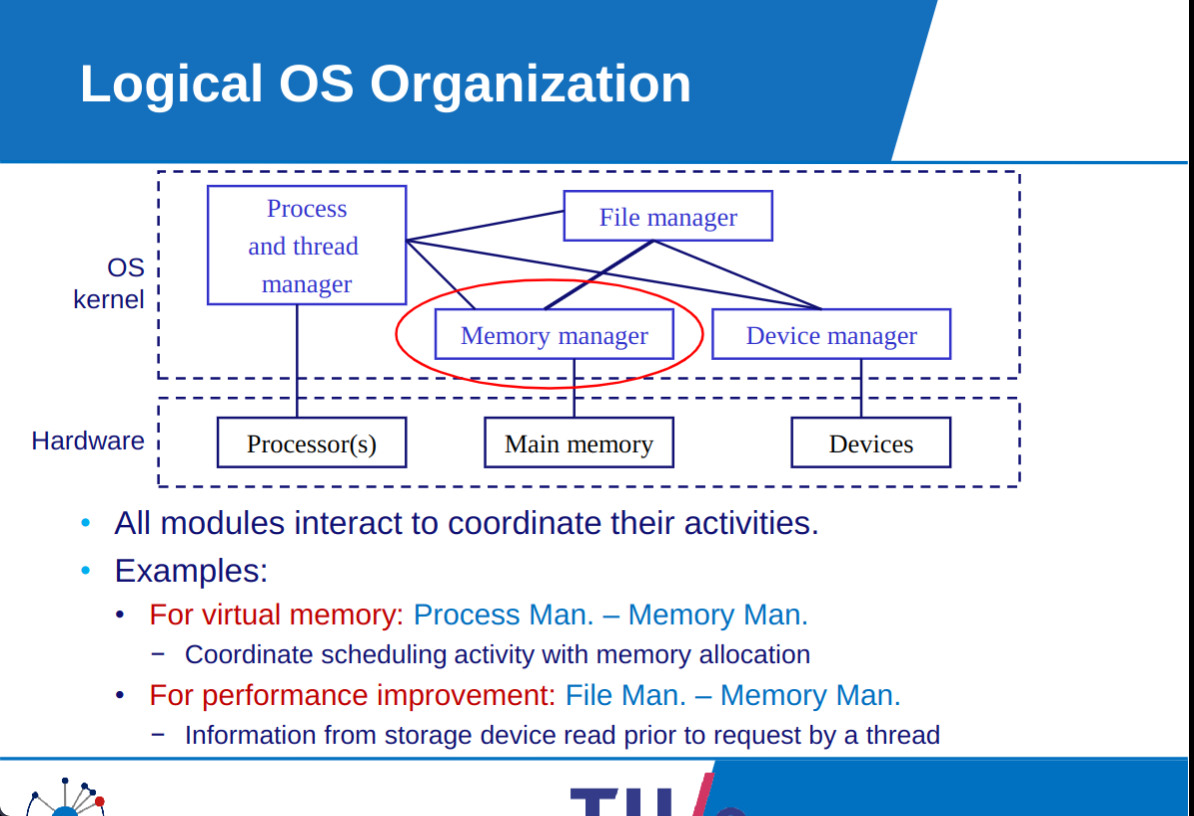 Logical OS Organization
OS
kernel
Process
and thread
manager
File manager
Memory manager
Device manager
Hardware
Processor(s)
Main memory
Devices
• All modules interact to coordinate their activities.
• Examples:
• For virtual memory: Process Man. – Memory Man.
– Coordinate scheduling activity with memory allocation
• For performance improvement: File Man. – Memory Man.
– Information from storage device read prior to request by a thread